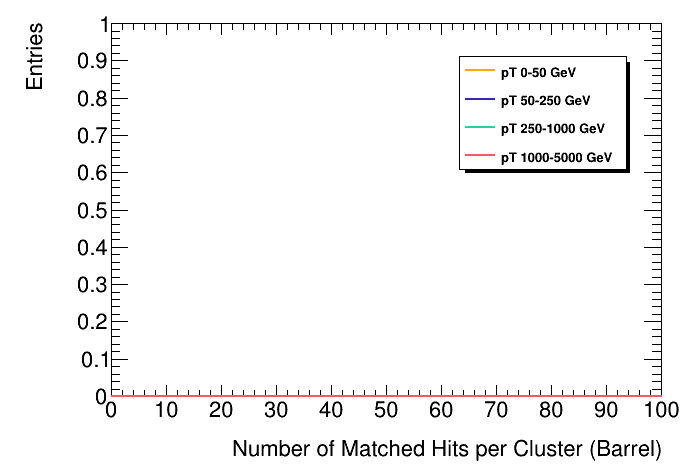 Entries
1
0.9
0.8
0.7
0.6
0.5
0.4
0.3
0.2
0.1
0
pT 0-50 GeV
pT 50-250 GeV
pT 250-1000 GeV
pT 1000-5000 GeV
0 10 20 30 40 50 60 70 80 90 100
Number of Matched Hits per Cluster (Barrel)